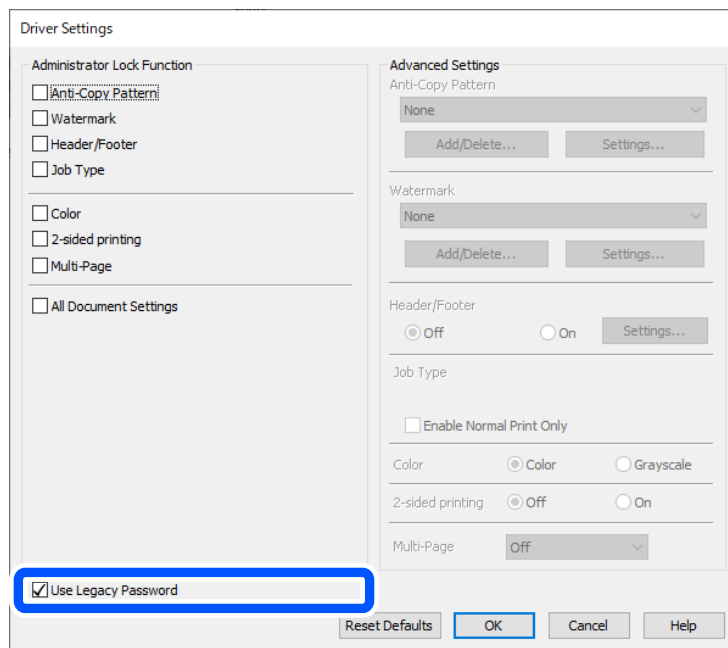 Driver Settings
Administrator Lock Function
Anti-Copy Pattern
Watermark
Header/Footer
Job Type
Color
2-sided printing
Multi-Page
All Document Settings
Use Legacy Password
Advanced Settings
Anti-Copy Pattern
None
Add/Delete... Settings...
Watermark
None
Add/Delete... Settings...
Header/Footer
Off On Settings...
Job Type
Enable Normal Print Only
Color Color Grayscale
2-sided printing Off On
Multi-Page Off
Reset Defaults OK Cancel Help